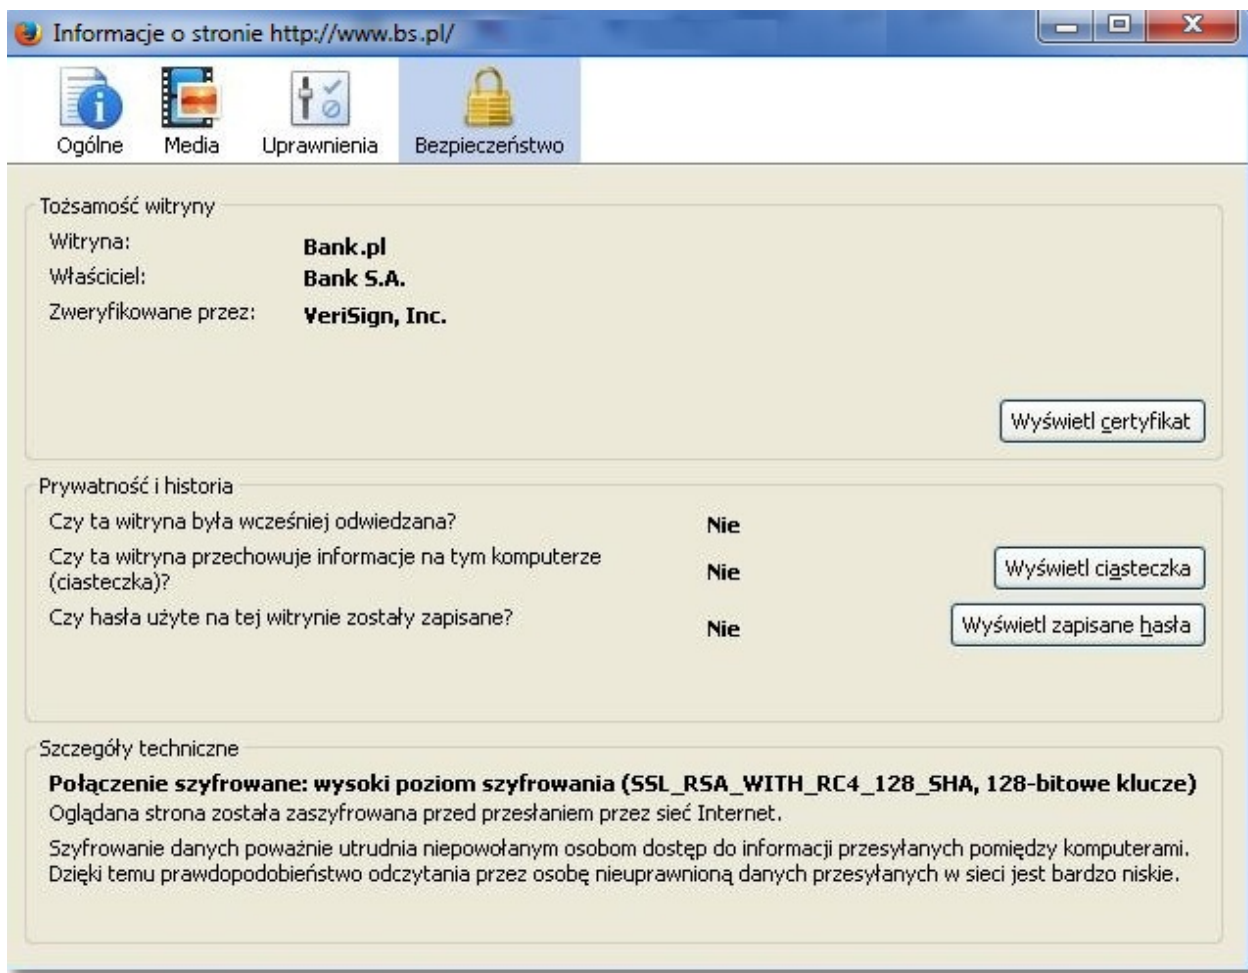 Informacje o stronie http://www.bs.pl/
Ogólne Media Uprawnienia Bezpieczeństwo
Tożsamość witryny
Witryna: Bank.pl
Właściciel: Bank S.A.
Zweryfikowane przez: VeriSign, Inc.
Wyświetl certyfikat
Prywatność i historia
Czy ta witryna była wcześniej odwiedzana? Nie
Czy ta witryna przechowuje informacje na tym komputerze
(ciasteczka)? Nie Wyświetl ciasteczka
Czy hasła użyte na tej witrynie zostały zapisane? Nie Wyświetl zapisane hasła
Szczegóły techniczne
Połączenie szyfrowane: wysoki poziom szyfrowania (SSL_RSA_WITH_RC4_128_SHA, 128-bitowe klucze)
Oglądana strona została zaszyfrowana przed przesłaniem przez sieć Internet.
Szyfrowanie danych poważnie utrudnia niepowołanym osobom dostęp do informacji przesyłanych pomiędzy komputerami.
Dzięki temu prawdopodobieństwo odczytania przez osobę nieuprawnioną danych przesyłanych w sieci jest bardzo niskie.